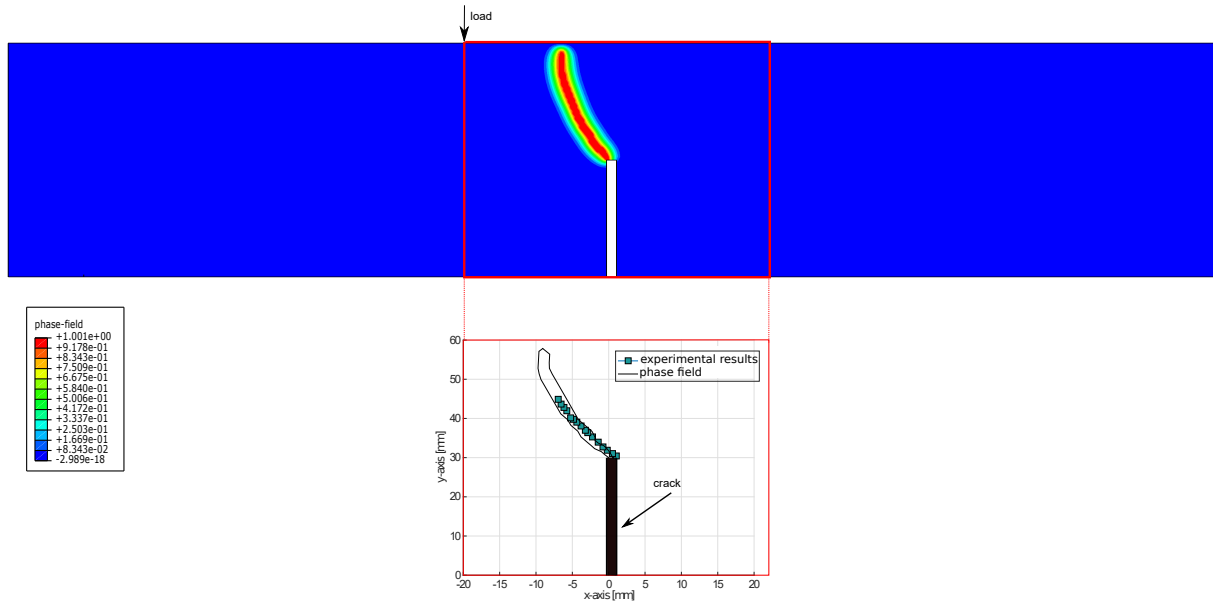 load
phase-field
+1.001e+00
+9.178e-01
+8.343e-01
+7.509e-01
+6.675e-01
+5.840e-01
+5.006e-01
+4.172e-01
+3.337e-01
+2.503e-01
+1.669e-01
+8.343e-02
-2.989e-18
60
50
40
30
20
10
0
y-axis [mm]
experimental results
phase field
crack
-20
-15
-10
-5
0
5
10
15
20
x-axis [mm]